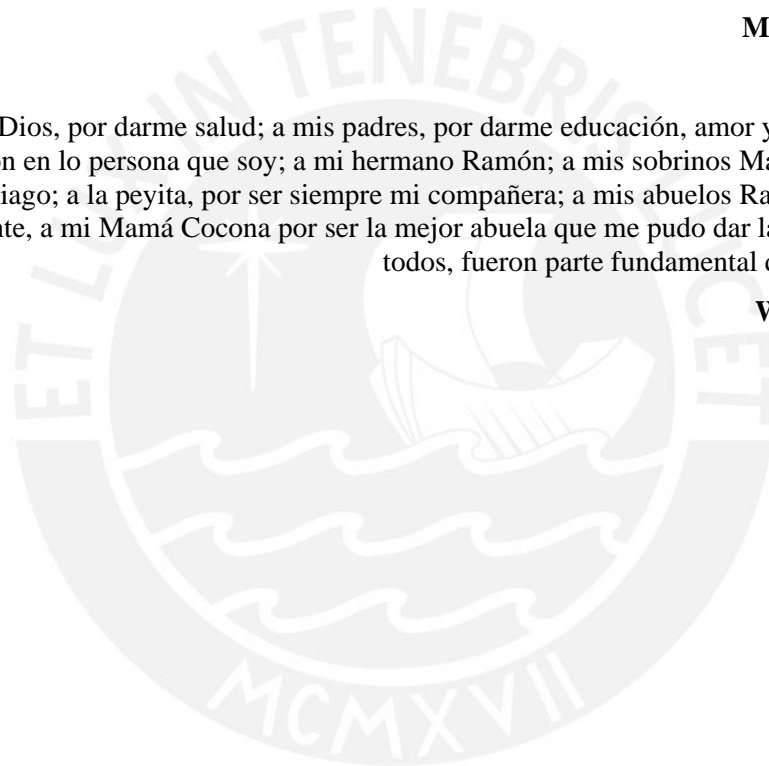 M
Dios, por darme salud; a mis padres, por darme educación, amor y
ón en lo persona que soy; a mi hermano Ramón; a mis sobrinos Ma
iago; a la peyita, por ser siempre mi compañera; a mis abuelos Ra
nte, a mi Mamá Cocona por ser la mejor abuela que me pudo dar la
todos, fueron parte fundamental
ET LUX IN TENEBRIS LUCET
MCMXVII